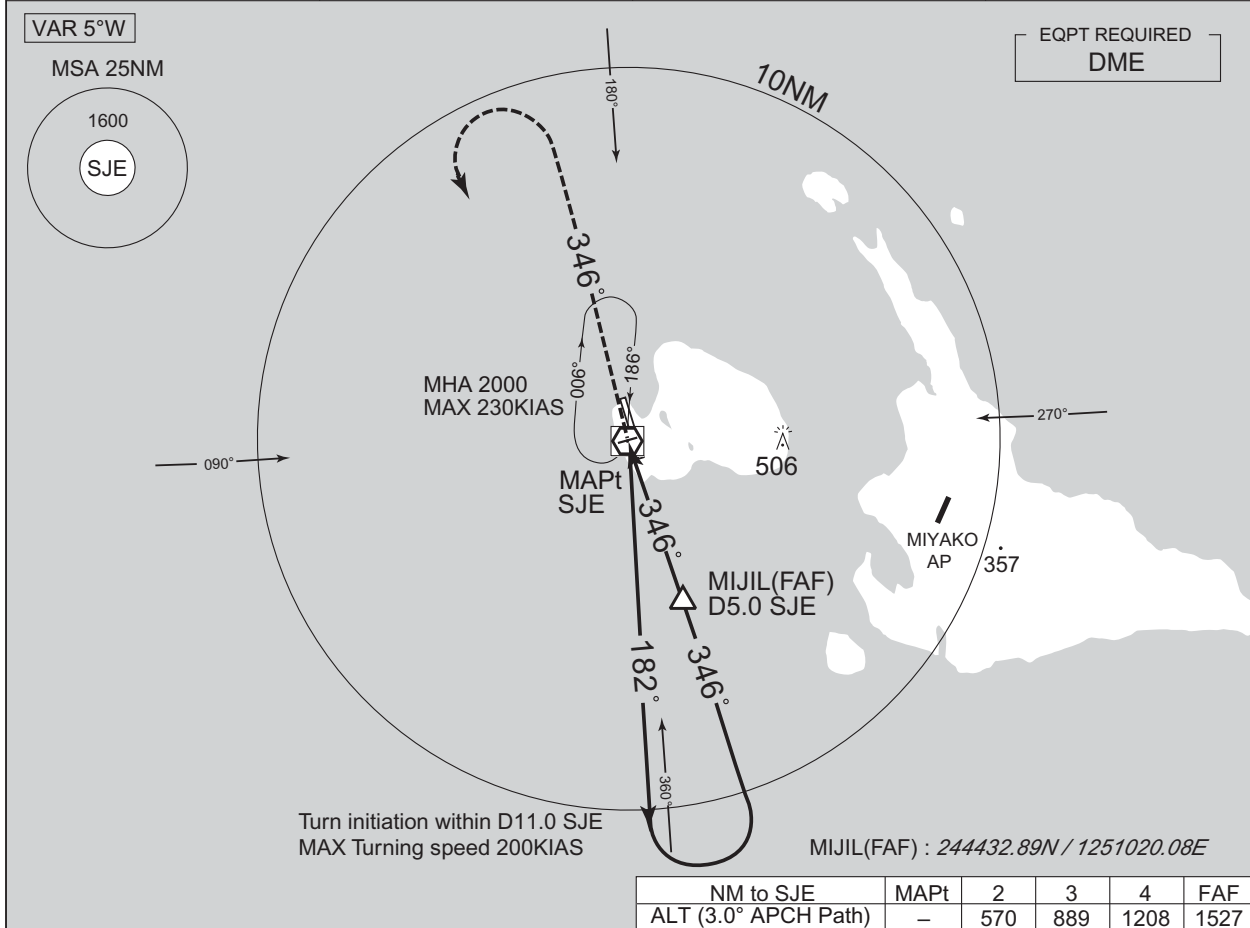 VAR 5°W
MSA 25NM
1600
SJE
EQPT REQUIRED
DME
10NM
180°
346°
MHA 2000
MAX 230KIAS
006°
186°
090°
270°
506
MAPt
SJE
346°
MIYAKO
AP
357
MIJIL(FAF)
D5.0 SJE
182°
346°
360°
Turn initiation within D11.0 SJE
MAX Turning speed 200KIAS
MIJIL(FAF) : 244432.89N / 1251020.08E
NM to SJE MAPt 2 3 4 FAF
ALT (3.0° APCH Path) – 570 889 1208 1527